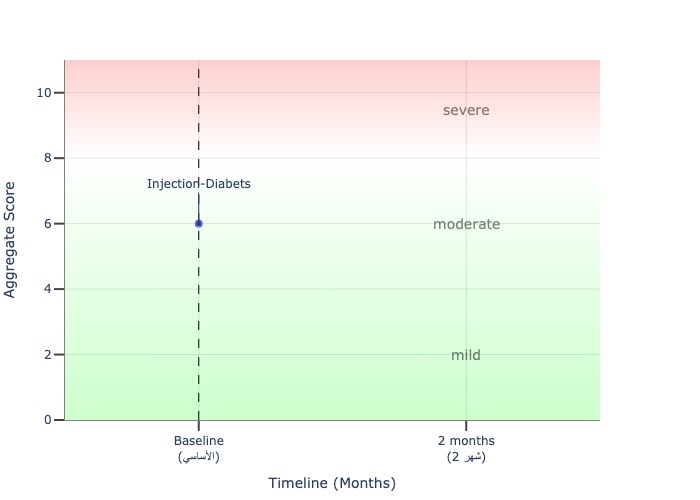 10
severe
8
Injection-Diabets
6
moderate
4
2
mild
0
Baseline
(الأساسي)
2 months
(2 شهر)
Timeline (Months)
Aggregate Score